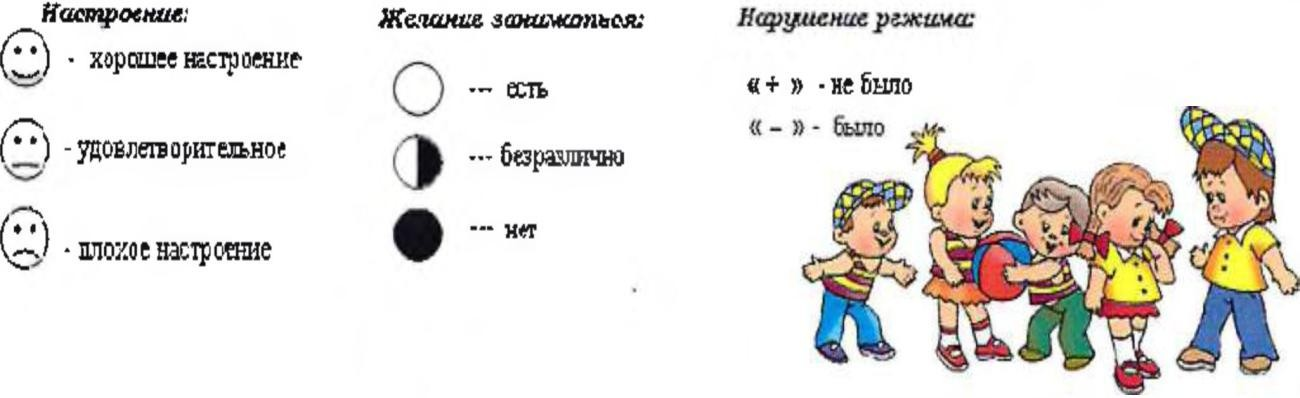 Настроение:
- хорошее настроение
- удовлетворительное
- плохое настроение
Желание заниматься:
--- есть
--- безразлично
--- нет
Нарушение режима:
« + » - не было
« – » - было